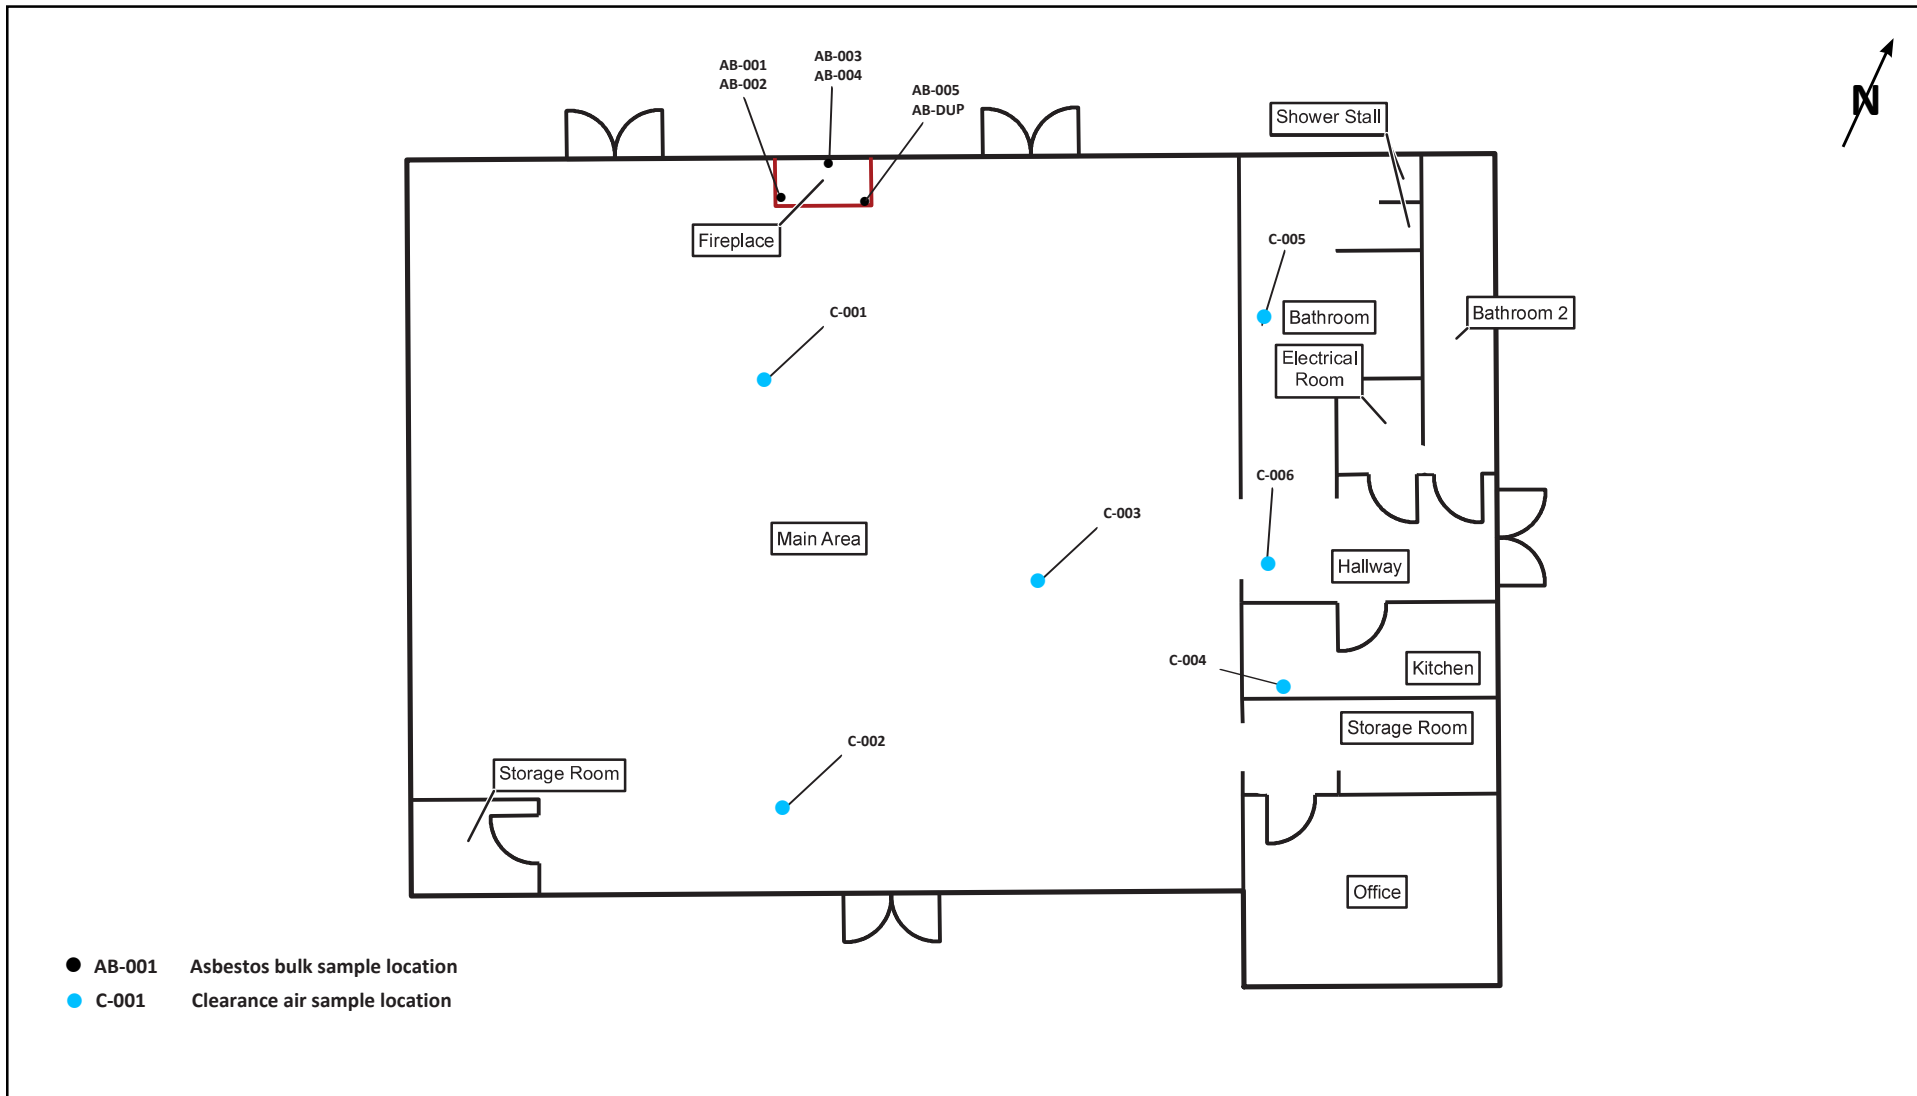 AB-001
AB-002
AB-003
AB-004
AB-005
AB-DUP
N
Shower Stall
Fireplace
C-005
C-001
Bathroom
Bathroom 2
Electrical
Room
C-006
C-003
Main Area
Hallway
C-004
Kitchen
Storage Room
C-002
Storage Room
Office
AB-001 Asbestos bulk sample location
C-001 Clearance air sample location